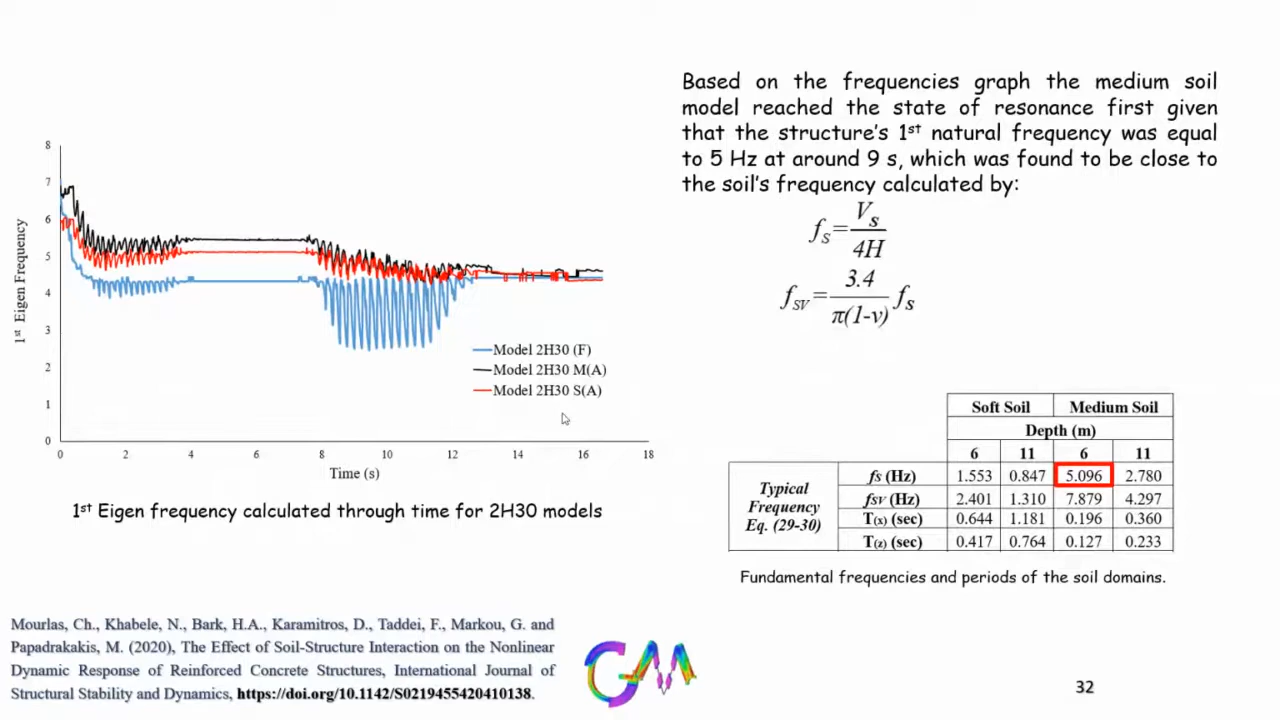 Based on the frequencies graph the medium soil
model reached the state of resonance first given
that the structure's 1st natural frequency was equal
to 5 Hz at around 9 s, which was found to be close to
the soil's frequency calculated by:
fS=Vs/4H
fSV=3.4/π(1-ν) fs
8
7
6
5
4
3
2
1
0
1st Eigen Frequency
0 2 4 6 8 10 12 14 16 18
Time (s)
Model 2H30 (F)
Model 2H30 M(A)
Model 2H30 S(A)
1st Eigen frequency calculated through time for 2H30 models
Soft Soil Medium Soil
Depth (m)
6 11 6 11
Typical
Frequency
Eq. (29-30)
fS (Hz) 1.553 0.847 5.096 2.780
fSV (Hz) 2.401 1.310 7.879 4.297
T(x) (sec) 0.644 1.181 0.196 0.360
T(z) (sec) 0.417 0.764 0.127 0.233
Fundamental frequencies and periods of the soil domains.
Mourlas, Ch., Khabele, N., Bark, H.A., Karamitros, D., Taddei, F., Markou, G. and
Papadrakakis, M. (2020), The Effect of Soil-Structure Interaction on the Nonlinear
Dynamic Response of Reinforced Concrete Structures, International Journal of
Structural Stability and Dynamics, https://doi.org/10.1142/S0219455420410138.
GM
32